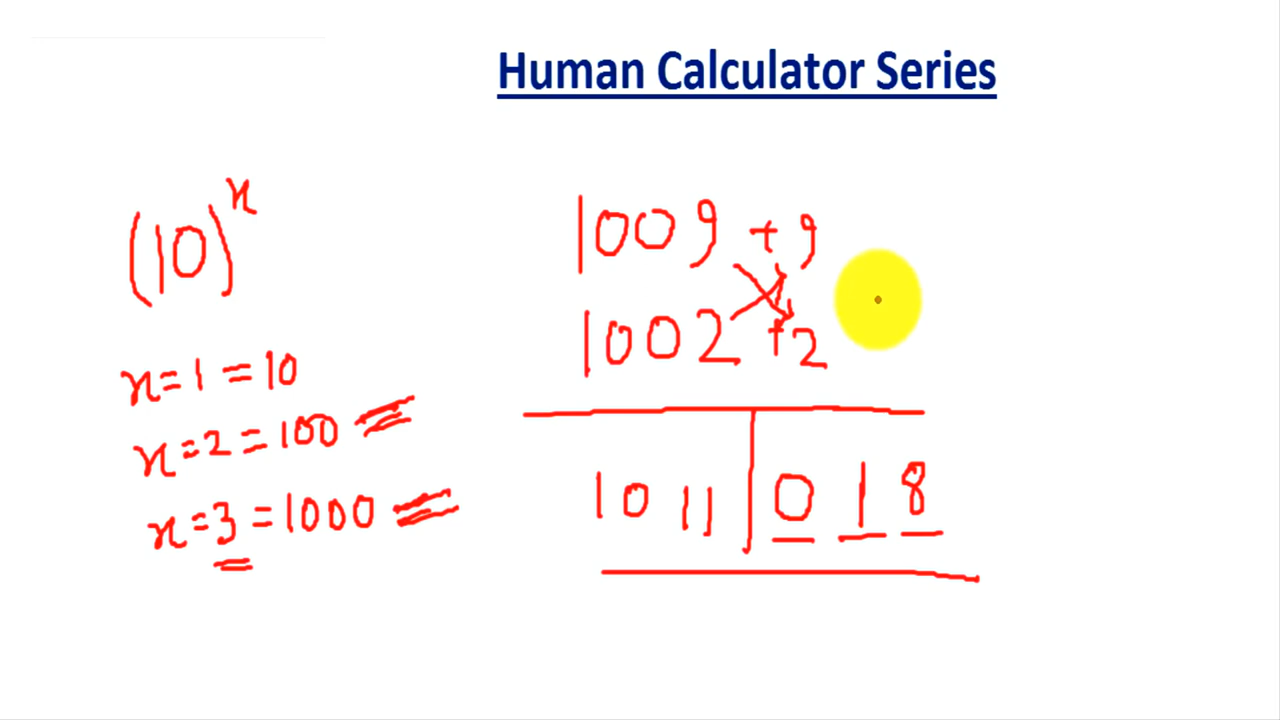 Human Calculator Series
(10)^x
x=1=10
x=2=100
x=3=1000
1009 +9
1002 +2
1011 | 018